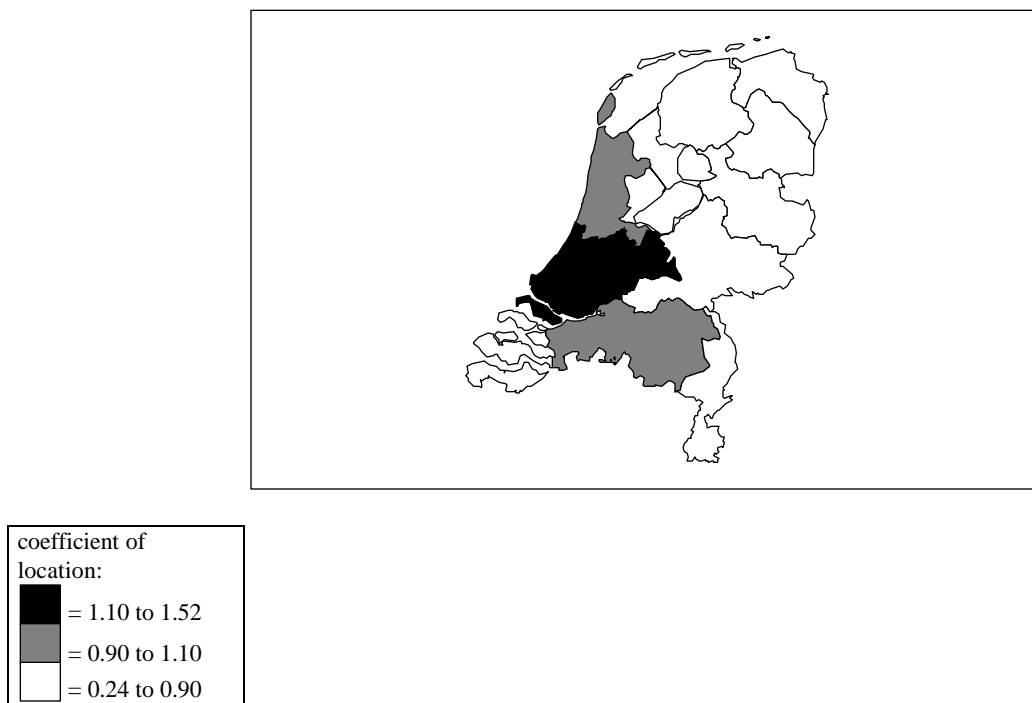 coefficient of
location:
= 1.10 to 1.52
= 0.90 to 1.10
= 0.24 to 0.90